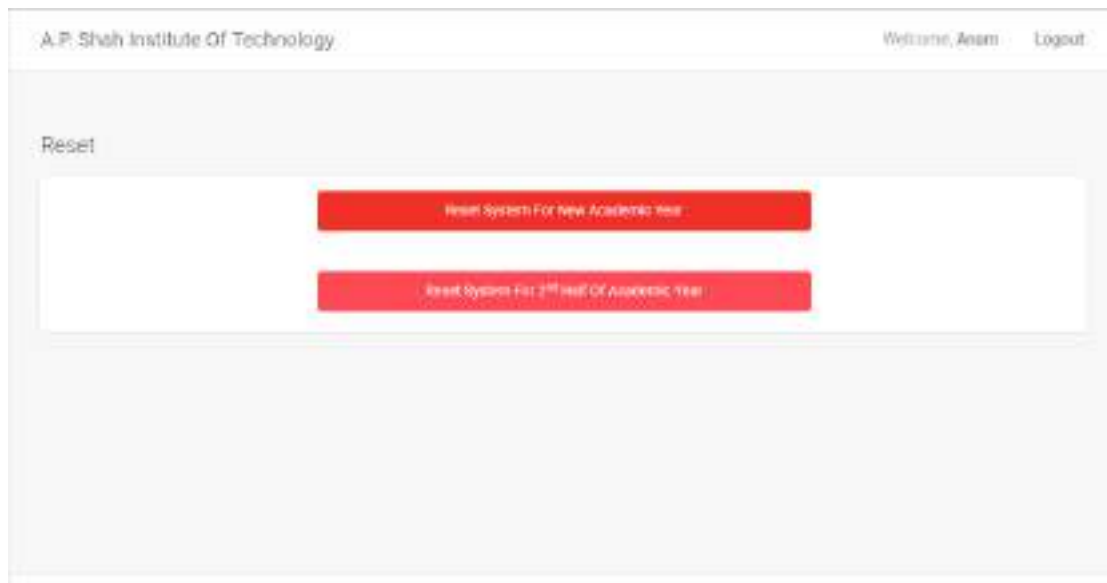 A.P. Shah Institute Of Technology
Welcome, Anam
Logout
Reset
Reset System For New Academic Year
Reset System For 2nd Half Of Academic Year